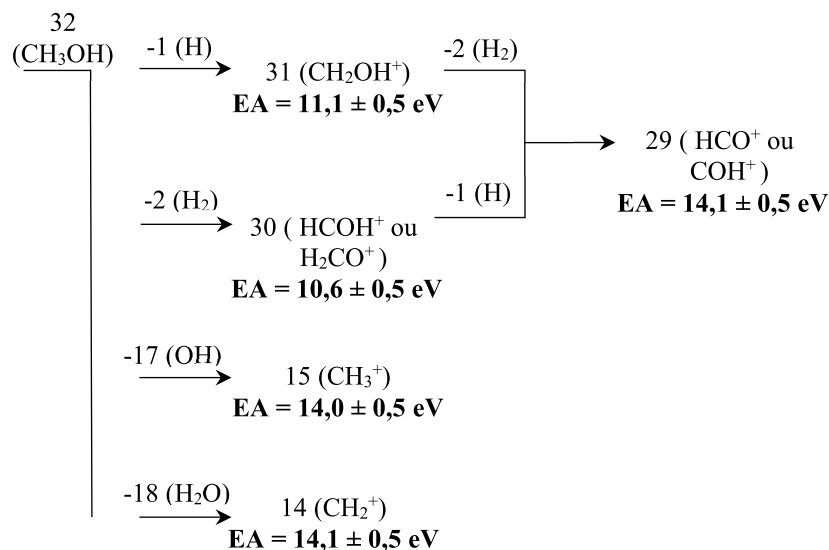 32
(CH₃OH)
-1 (H)
31 (CH₂OH⁺)
EA = 11,1 ± 0,5 eV
-2 (H₂)
29 ( HCO⁺ ou
COH⁺ )
EA = 14,1 ± 0,5 eV
-2 (H₂)
30 ( HCOH⁺ ou
H₂CO⁺ )
EA = 10,6 ± 0,5 eV
-1 (H)
-17 (OH)
15 (CH₃⁺)
EA = 14,0 ± 0,5 eV
-18 (H₂O)
14 (CH₂⁺)
EA = 14,1 ± 0,5 eV